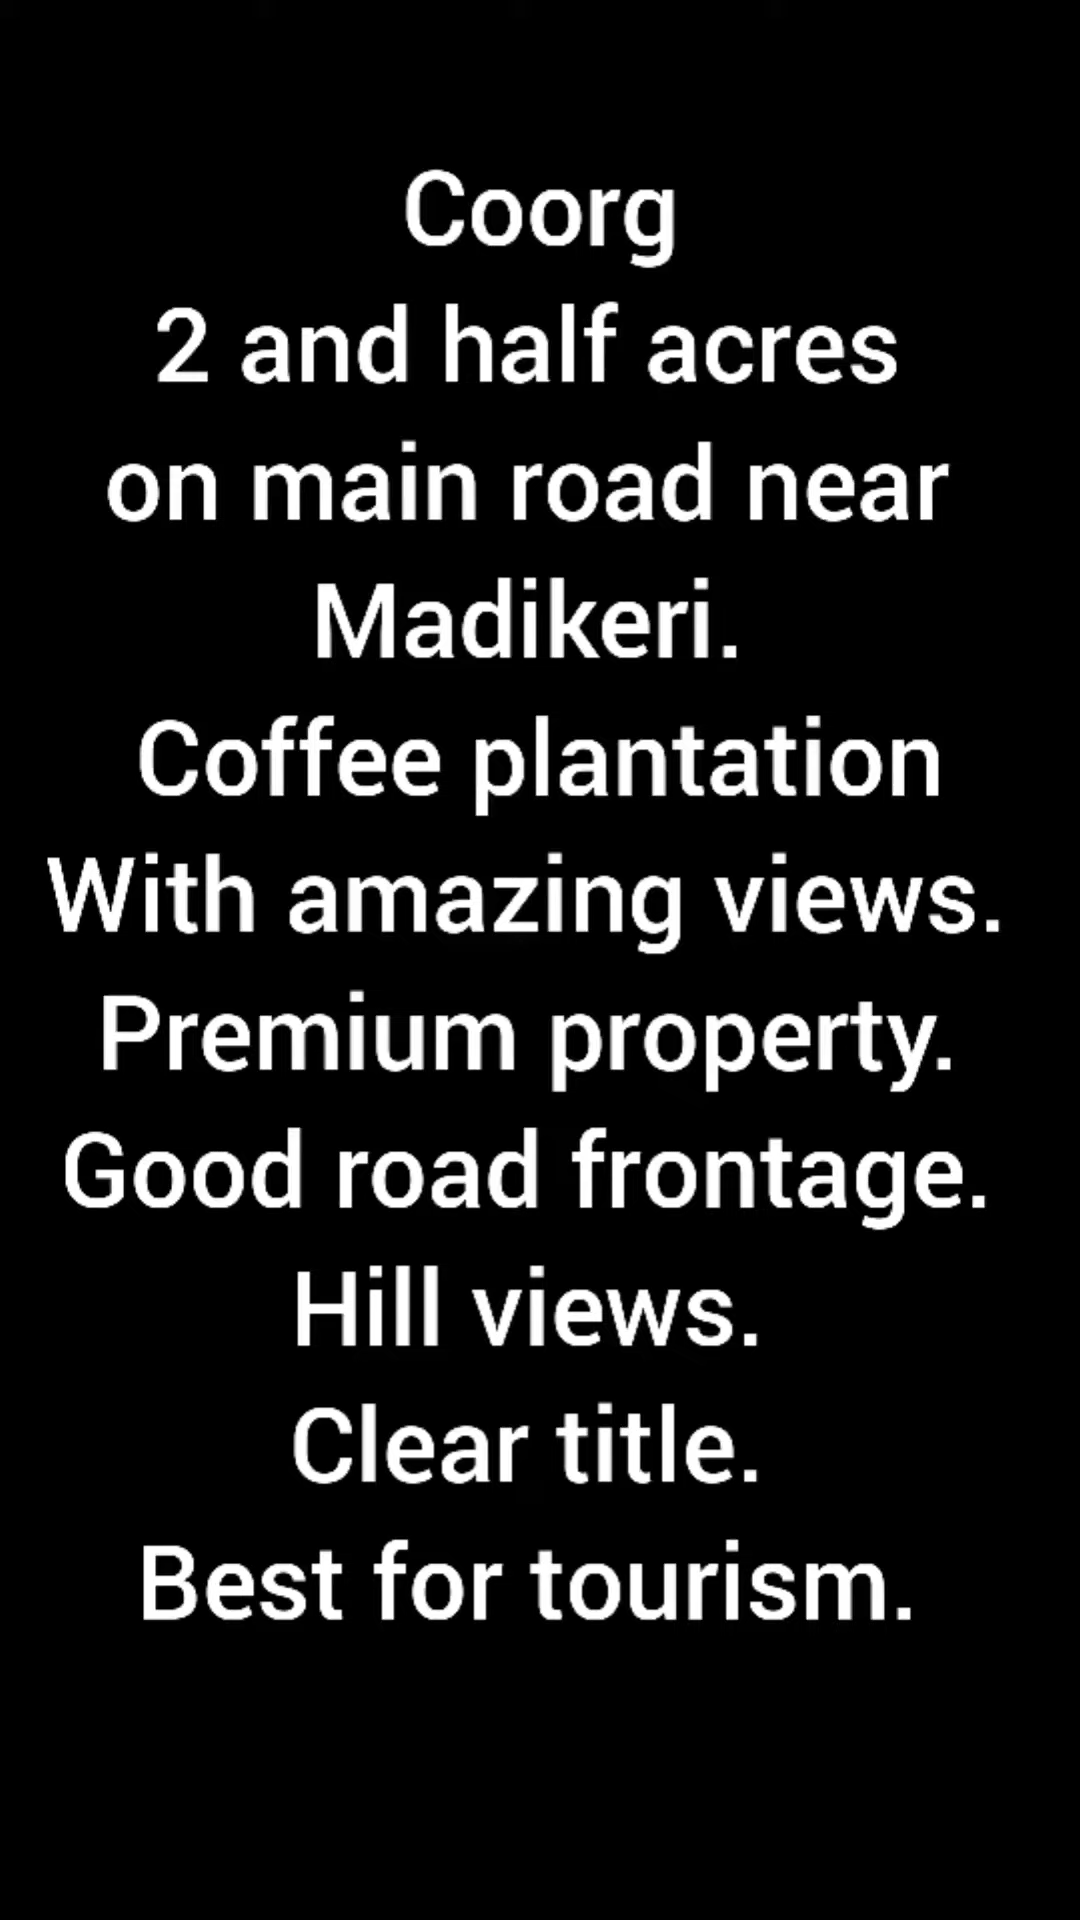 Coorg
2 and half acres
on main road near
Madikeri.
Coffee plantation
With amazing views.
Premium property.
Good road frontage.
Hill views.
Clear title.
Best for tourism.